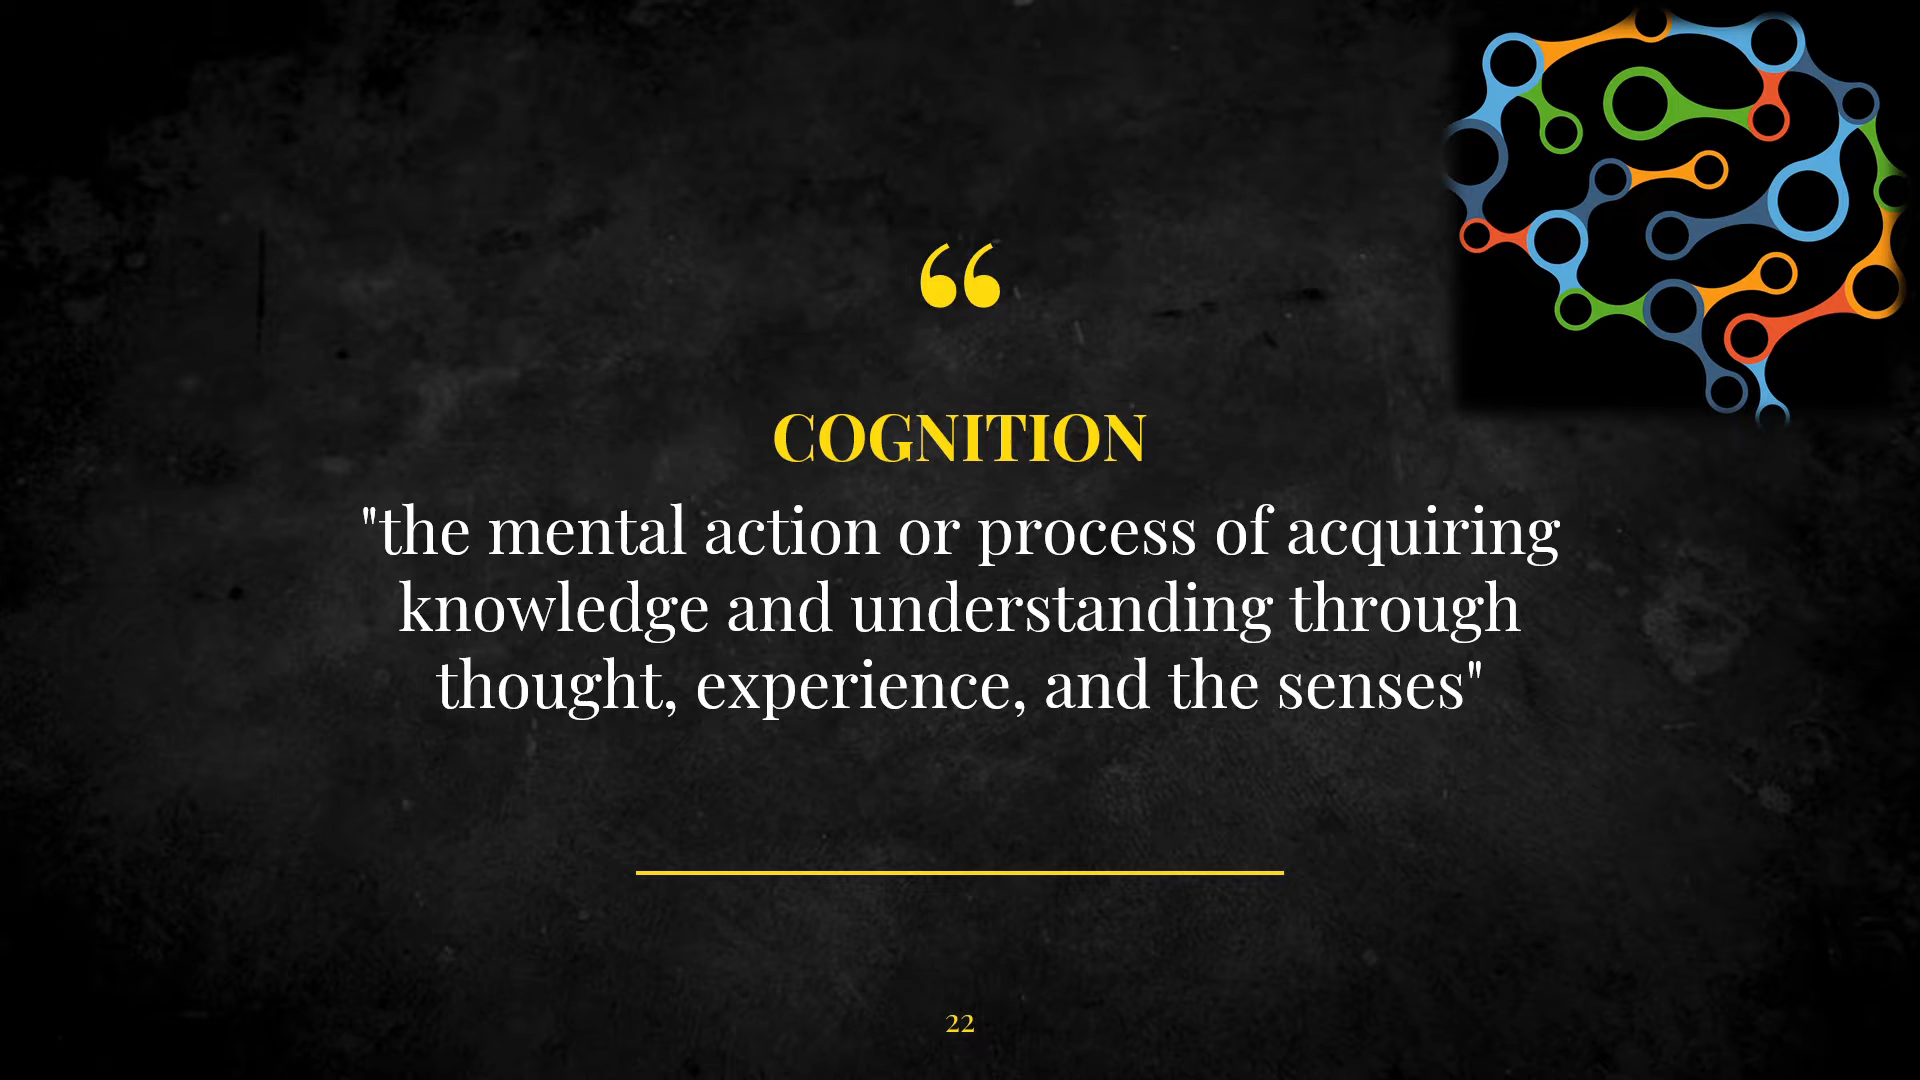 “
COGNITION
"the mental action or process of acquiring
knowledge and understanding through
thought, experience, and the senses"
22